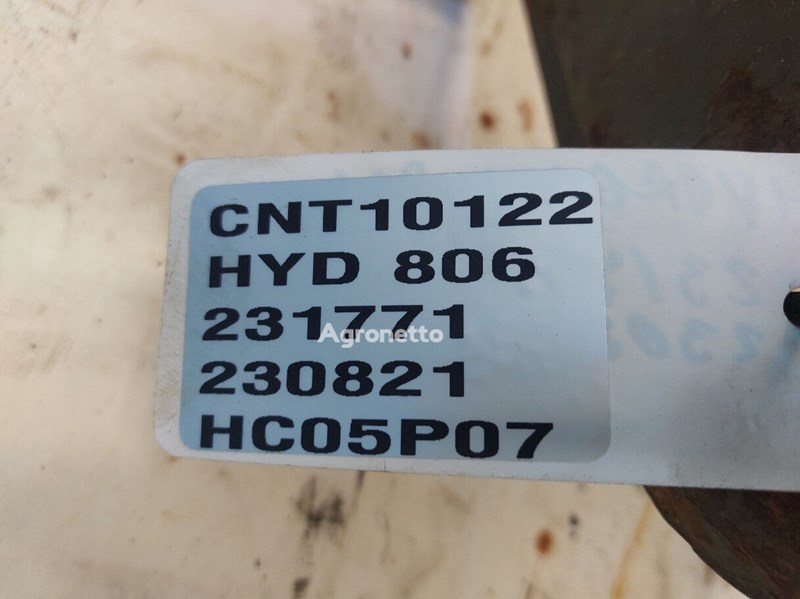 CNT10122
HYD 806
231771
Agronetto
230821
HC05P07